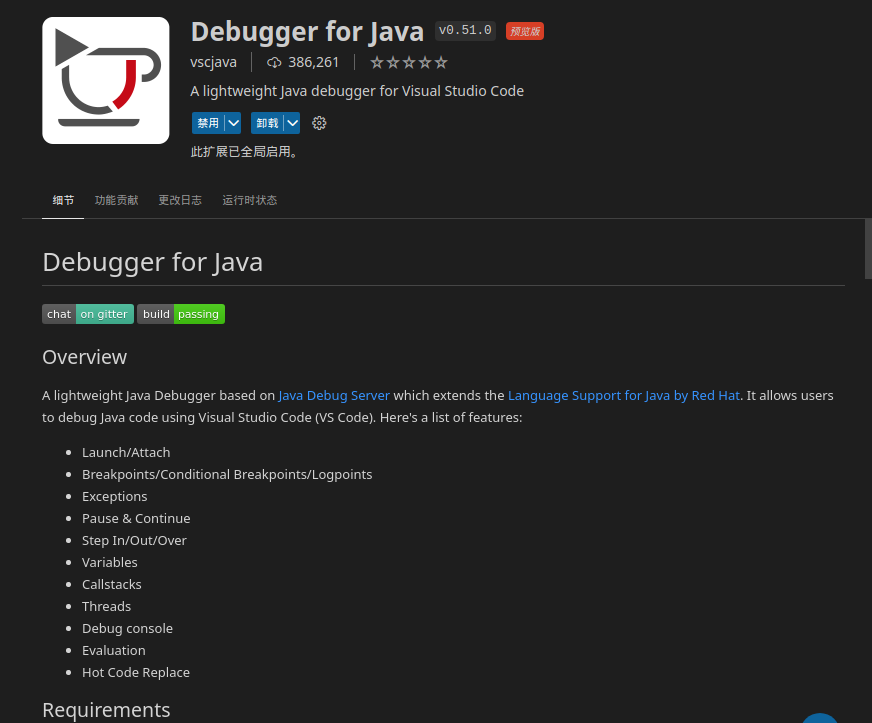 Debugger for Java v0.51.0 预览版
vscjava 386,261
A lightweight Java debugger for Visual Studio Code
禁用 卸载
此扩展已全局启用。
细节 功能贡献 更改日志 运行时状态
Debugger for Java
chat on gitter build passing
Overview
A lightweight Java Debugger based on Java Debug Server which extends the Language Support for Java by Red Hat. It allows users
to debug Java code using Visual Studio Code (VS Code). Here's a list of features:
Launch/Attach
Breakpoints/Conditional Breakpoints/Logpoints
Exceptions
Pause & Continue
Step In/Out/Over
Variables
Callstacks
Threads
Debug console
Evaluation
Hot Code Replace
Requirements